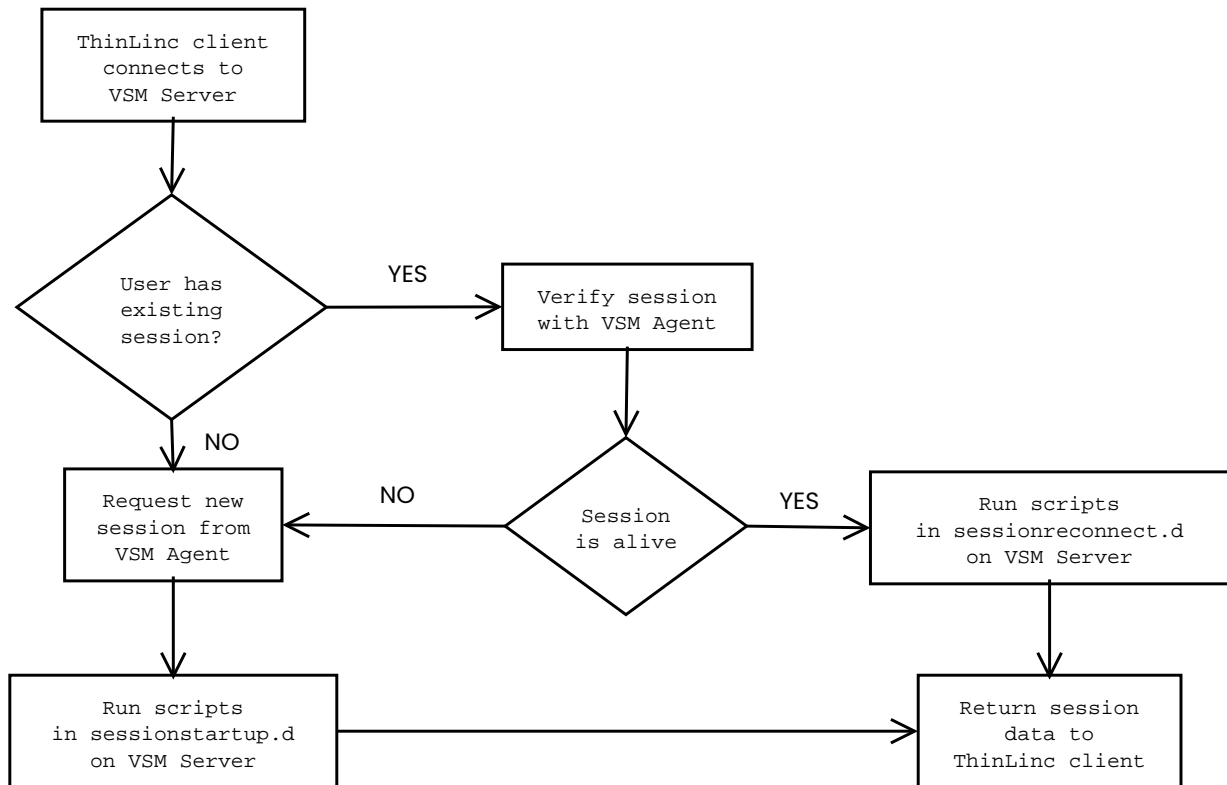 ThinLinc client
connects to
VSM Server
User has
existing
session?
YES
Verify session
with VSM Agent
NO
Request new
session from
VSM Agent
NO
Session
is alive
YES
Run scripts
in sessionreconnect.d
on VSM Server
Run scripts
in sessionstartup.d
on VSM Server
Return session
data to
ThinLinc client